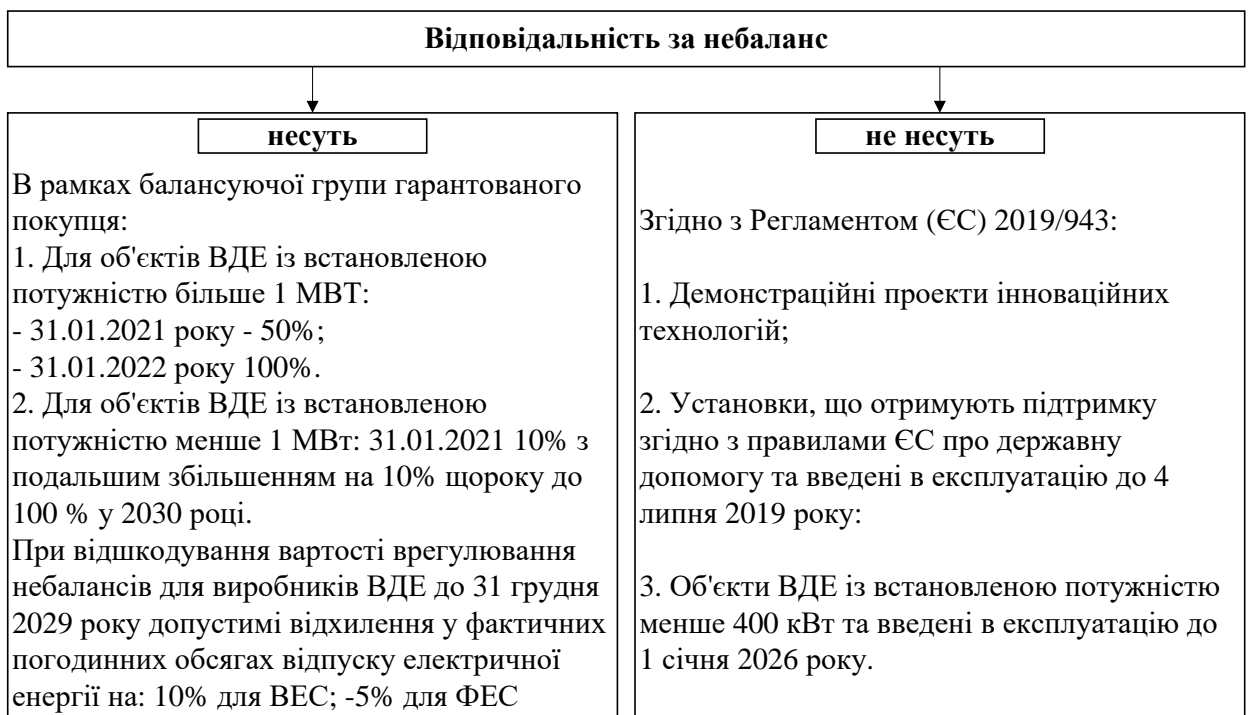 Відповідальність за небаланс
несуть
В рамках балансуючої групи гарантованого
покупця:
1. Для об'єктів ВДЕ із встановленою
потужністю більше 1 МВТ:
- 31.01.2021 року - 50%;
- 31.01.2022 року 100%.
2. Для об'єктів ВДЕ із встановленою
потужністю менше 1 МВт: 31.01.2021 10% з
подальшим збільшенням на 10% щороку до
100 % у 2030 році.
При відшкодування вартості врегулювання
небалансів для виробників ВДЕ до 31 грудня
2029 року допустимі відхилення у фактичних
погодинних обсягах відпуску електричної
енергії на: 10% для ВЕС; -5% для ФЕС
не несуть
Згідно з Регламентом (ЄС) 2019/943:
1. Демонстраційні проекти інноваційних
технологій;
2. Установки, що отримують підтримку
згідно з правилами ЄС про державну
допомогу та введені в експлуатацію до 4
липня 2019 року:
3. Об'єкти ВДЕ із встановленою потужністю
менше 400 кВт та введені в експлуатацію до
1 січня 2026 року.